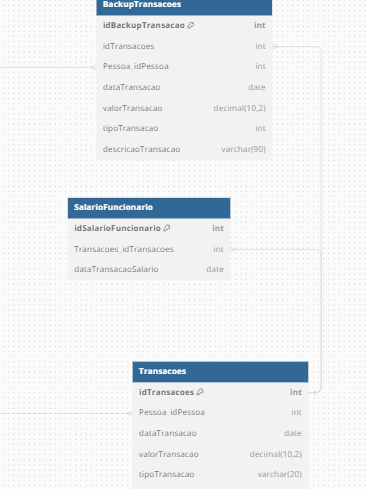 BackupTransacoes
idBackupTransacao int
idTransacoes int
Pessoa_idPessoa int
dataTransacao date
valorTransacao decimal(10,2)
tipoTransacao int
descricaoTransacao varchar(90)
SalarioFuncionario
idSalarioFuncionario int
Transacoes_idTransacoes int
dataTransacaoSalario date
Transacoes
idTransacoes int
Pessoa_idPessoa int
dataTransacao date
valorTransacao decimal(10,2)
tipoTransacao varchar(20)